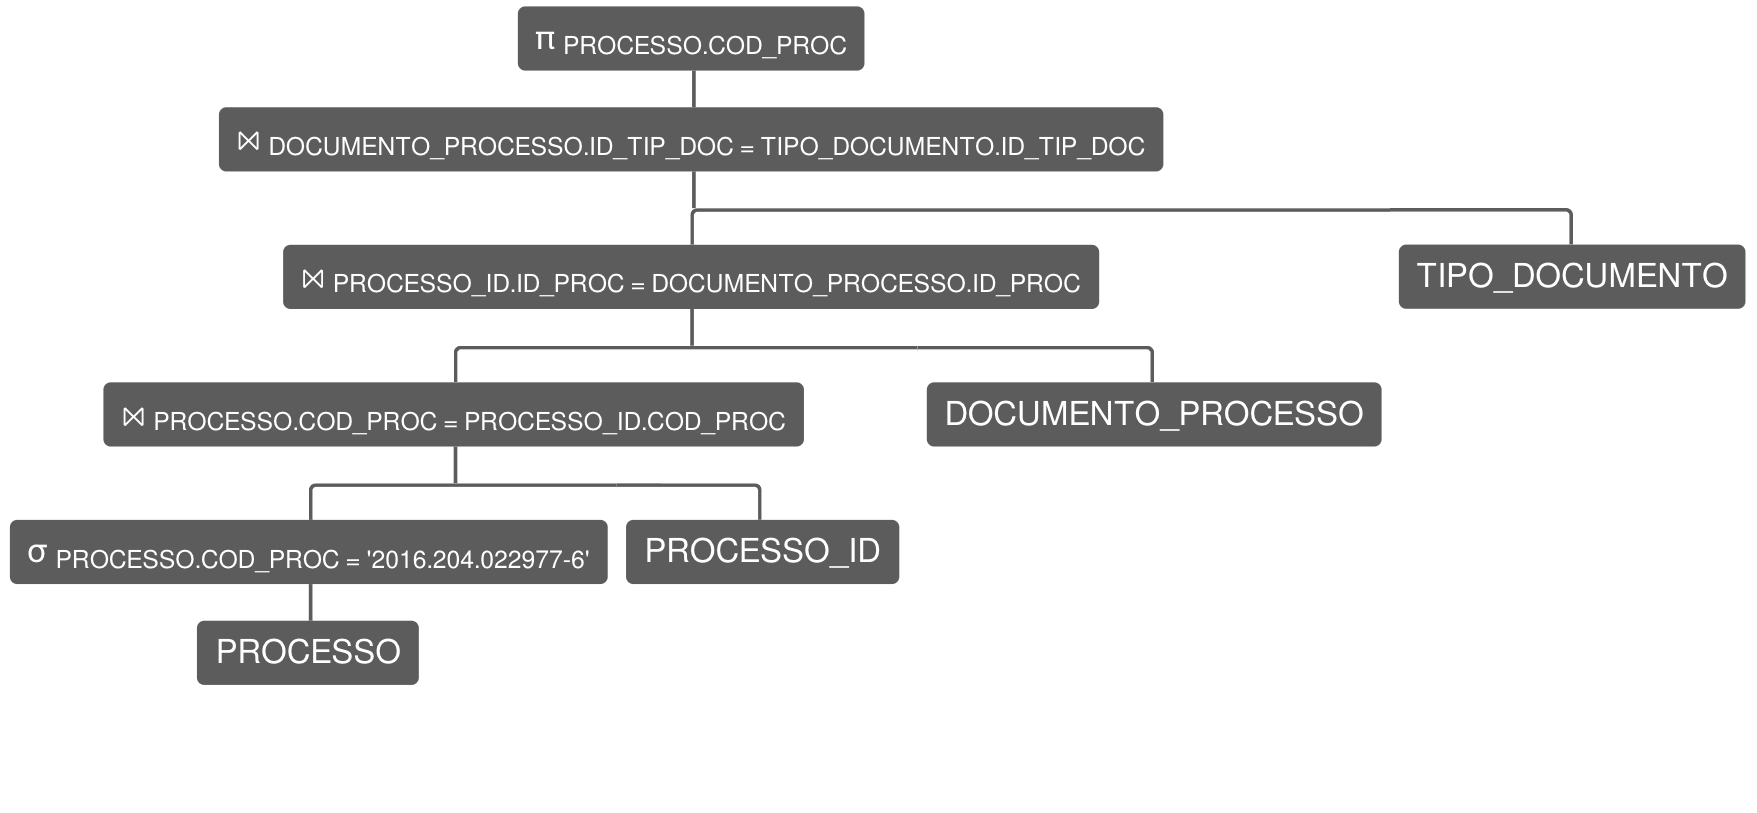 π PROCESSO.COD_PROC
⋈ DOCUMENTO_PROCESSO.ID_TIP_DOC = TIPO_DOCUMENTO.ID_TIP_DOC
⋈ PROCESSO_ID.ID_PROC = DOCUMENTO_PROCESSO.ID_PROC
TIPO_DOCUMENTO
⋈ PROCESSO.COD_PROC = PROCESSO_ID.COD_PROC
DOCUMENTO_PROCESSO
σ PROCESSO.COD_PROC = '2016.204.022977-6'
PROCESSO_ID
PROCESSO